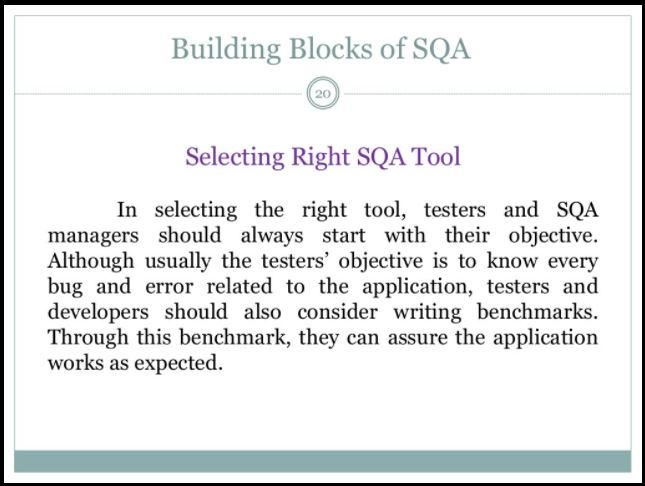 Building Blocks of SQA
20
Selecting Right SQA Tool
In selecting the right tool, testers and SQA
managers should always start with their objective.
Although usually the testers’ objective is to know every
bug and error related to the application, testers and
developers should also consider writing benchmarks.
Through this benchmark, they can assure the application
works as expected.